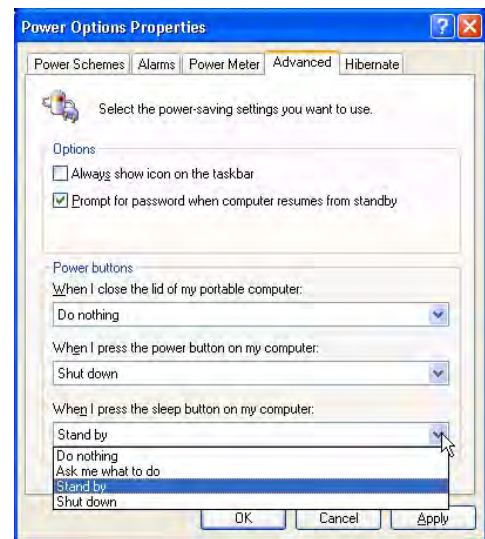 Power Options Properties
Power Schemes Alarms Power Meter Advanced Hibernate
Select the power-saving settings you want to use.
Options
Always show icon on the taskbar
Prompt for password when computer resumes from standby
Power buttons
When I close the lid of my portable computer:
Do nothing
When I press the power button on my computer:
Shut down
When I press the sleep button on my computer:
Stand by
Do nothing
Ask me what to do
Stand by
Shut down
OK Cancel Apply